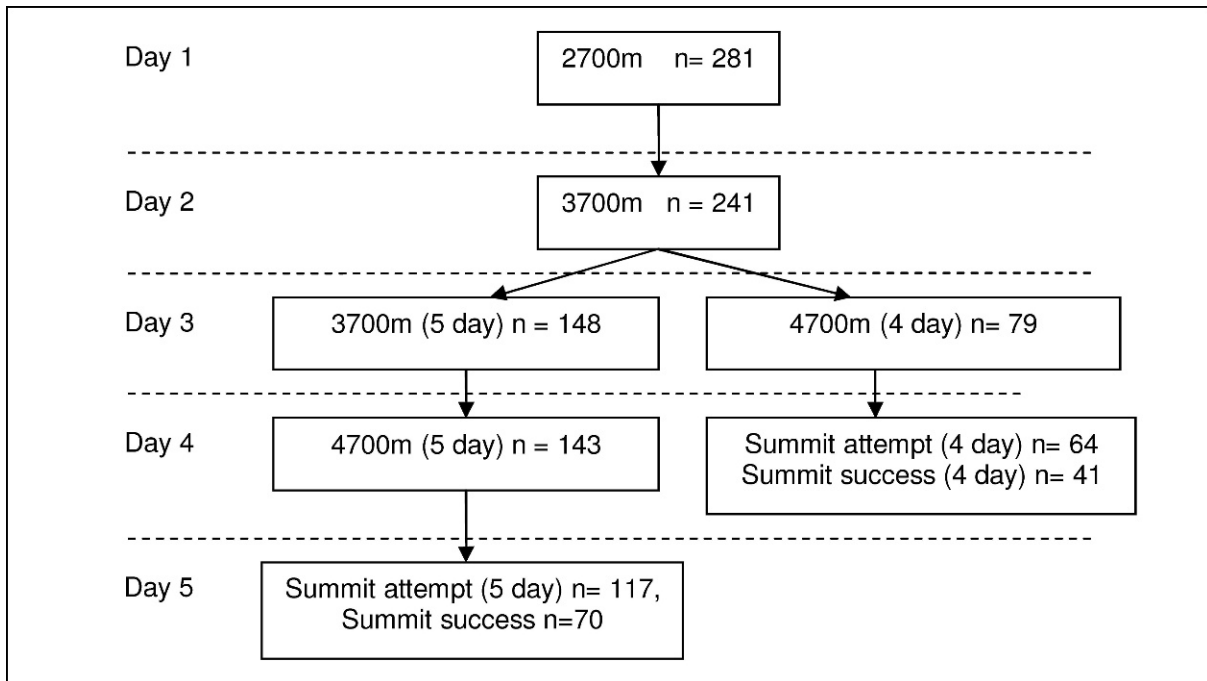 Day 1
2700m n= 281
Day 2
3700m n = 241
Day 3
3700m (5 day) n = 148
4700m (4 day) n= 79
Day 4
4700m (5 day) n = 143
Summit attempt (4 day) n= 64
Summit success (4 day) n= 41
Day 5
Summit attempt (5 day) n= 117,
Summit success n=70